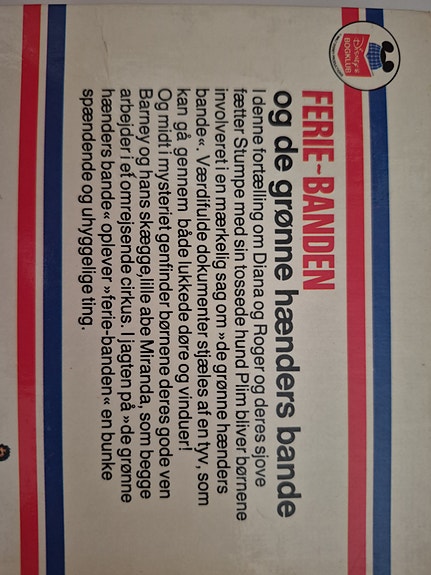 Disney's
BOGKLUB
FERIE-BANDEN
og de grønne hænders bande
I denne fortælling om Diana og Roger og deres sjove
fætter Stumpe med sin tossede hund Plim bliver børnene
involveret i en mærkelig sag om »de grønne hænders
bande«. Værdifulde dokumenter stjæles af en tyv, som
kan gå gennem både lukkede døre og vinduer!
Og midt i mysteriet genfinder børnene deres gode ven
Barney og hans skægge, lille abe Miranda, som begge
arbejder i et omrejsende cirkus. I jagten på »de grønne
hænders bande« oplever »ferie-banden« en bunke
spændende og uhyggelige ting.